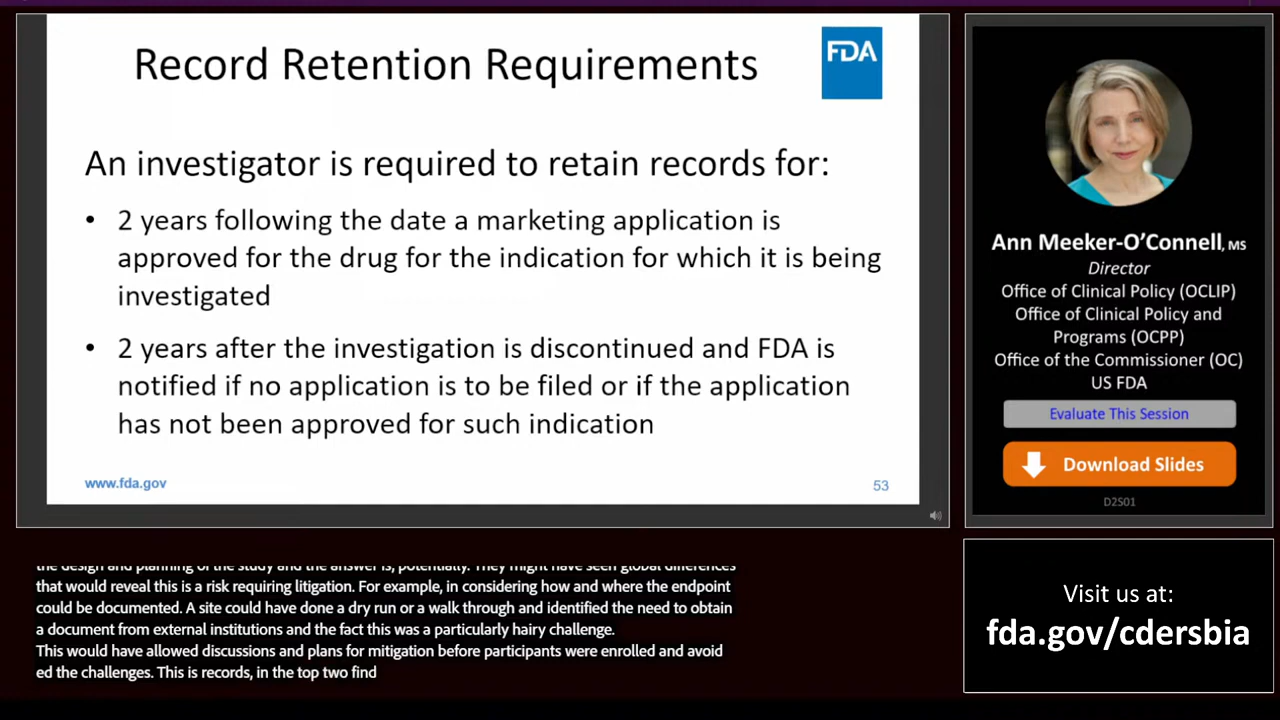 Record Retention Requirements
FDA
An investigator is required to retain records for:
• 2 years following the date a marketing application is
approved for the drug for the indication for which it is being
investigated
• 2 years after the investigation is discontinued and FDA is
notified if no application is to be filed or if the application
has not been approved for such indication
www.fda.gov
53
Ann Meeker-O’Connell, MS
Director
Office of Clinical Policy (OCLIP)
Office of Clinical Policy and
Programs (OCPP)
Office of the Commissioner (OC)
US FDA
Evaluate This Session
Download Slides
D2S01
the design and planning of the study and the answer is, potentially. They might have seen global differences
that would reveal this is a risk requiring litigation. For example, in considering how and where the endpoint
could be documented. A site could have done a dry run or a walk through and identified the need to obtain
a document from external institutions and the fact this was a particularly hairy challenge.
This would have allowed discussions and plans for mitigation before participants were enrolled and avoid
ed the challenges. This is records, in the top two find
Visit us at:
fda.gov/cdersbia